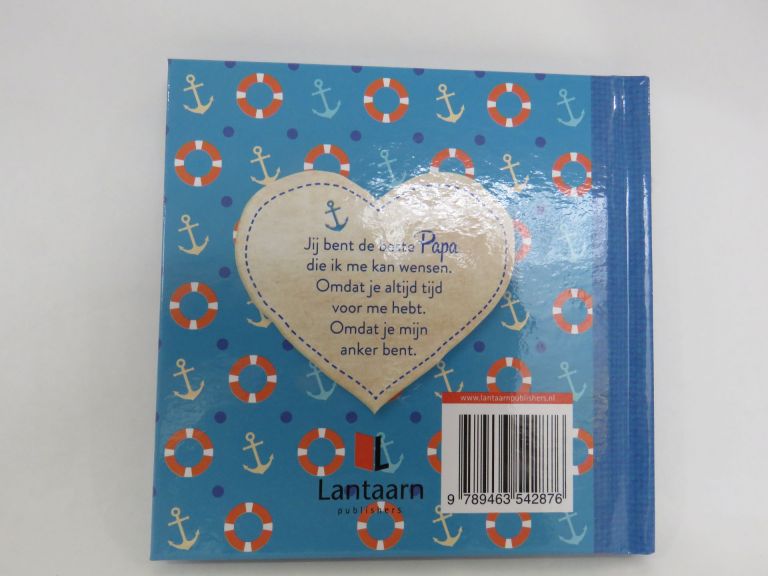 Jij bent de beste Papa
die ik me kan wensen.
Omdat je altijd tijd
voor me hebt.
Omdat je mijn
anker bent.
www.lantaarnpublishers.nl
Lantaarn
publishers
9 789463 542876